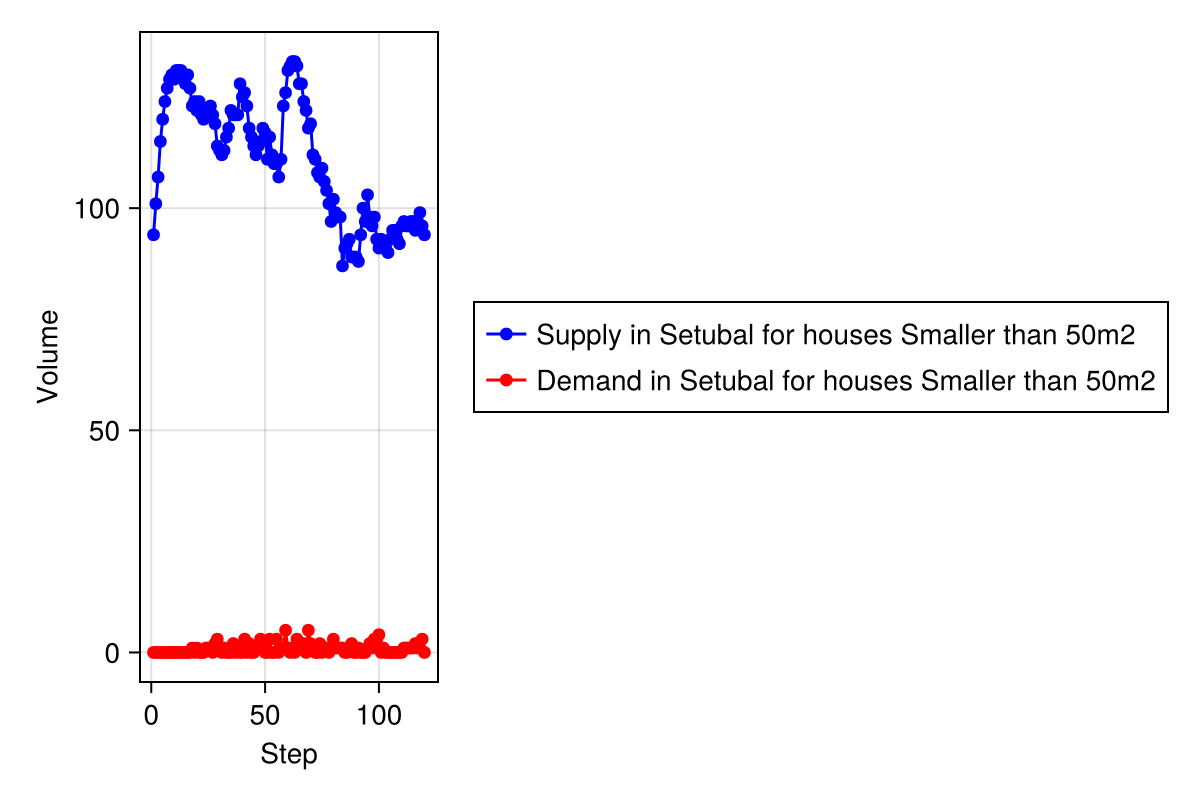 Volume
100
50
0
0 50 100
Step
Supply in Setubal for houses Smaller than 50m2
Demand in Setubal for houses Smaller than 50m2